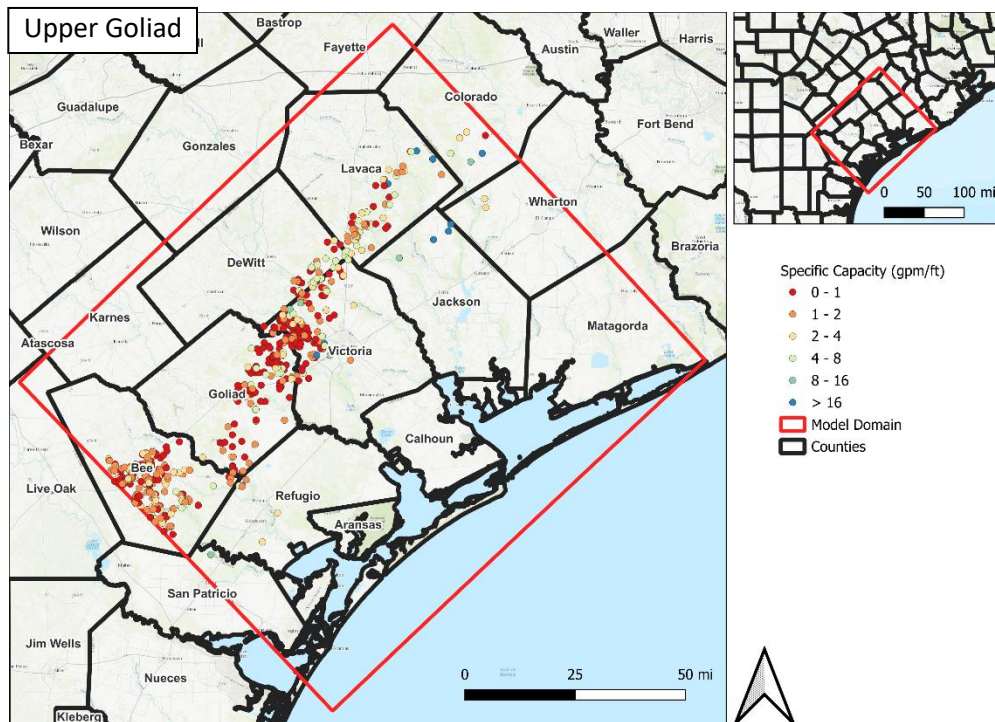 Upper Goliad
Bastrop
Fayette
Austin
Waller
Harris
Guadalupe
Colorado
Bexar
Gonzales
Fort Bend
Lavaca
Wilson
Wharton
Brazoria
DeWitt
Karnes
Jackson
Matagorda
Atascosa
Victoria
Goliad
Calhoun
Bee
Live Oak
Refugio
Aransas
San Patricio
Jim Wells
Nueces
Kleberg
0 25 50 mi
0 50 100 mi
Specific Capacity (gpm/ft)
0 - 1
1 - 2
2 - 4
4 - 8
8 - 16
> 16
Model Domain
Counties